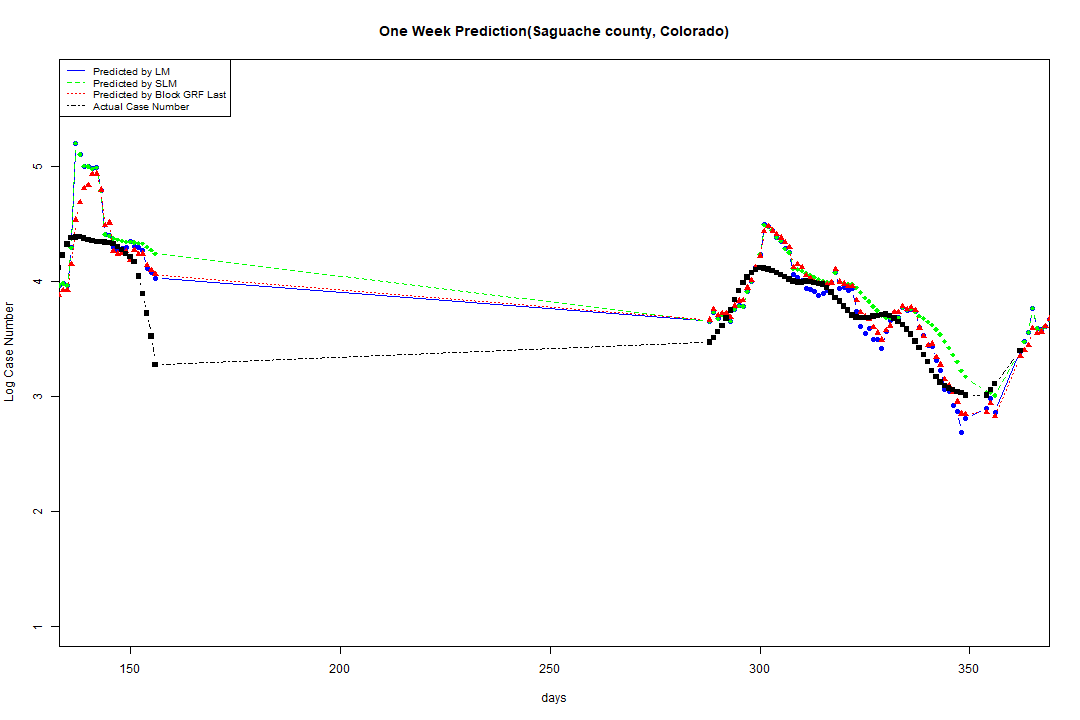 One Week Prediction(Saguache county, Colorado)
Predicted by LM
Predicted by SLM
Predicted by Block GRF Last
Actual Case Number
5
4
3
2
1
Log Case Number
150 200 250 300 350
days